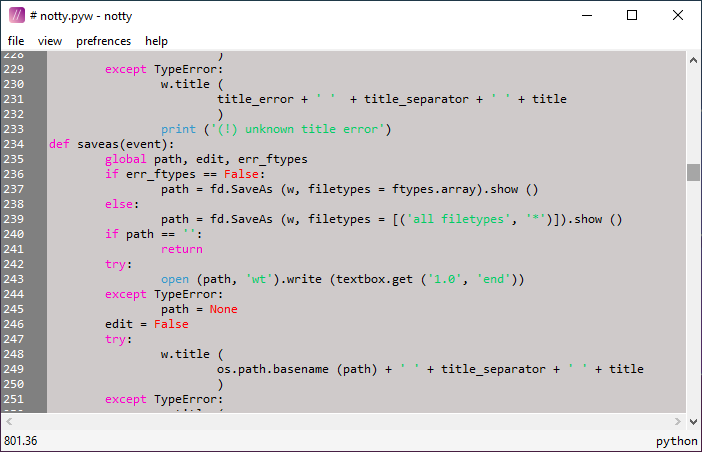 # notty.pyw - notty
file view prefrences help
228 )
229 except TypeError:
230 w.title (
231 title_error + ' '  + title_separator + ' ' + title
232 )
233 print ('(!) unknown title error')
234 def saveas(event):
235 global path, edit, err_ftypes
236 if err_ftypes == False:
237 path = fd.SaveAs (w, filetypes = ftypes.array).show ()
238 else:
239 path = fd.SaveAs (w, filetypes = [('all filetypes', '*')]).show ()
240 if path == '':
241 return
242 try:
243 open (path, 'wt').write (textbox.get ('1.0', 'end'))
244 except TypeError:
245 path = None
246 edit = False
247 try:
248 w.title (
249 os.path.basename (path) + ' ' + title_separator + ' ' + title
250 )
251 except TypeError:
801.36 python